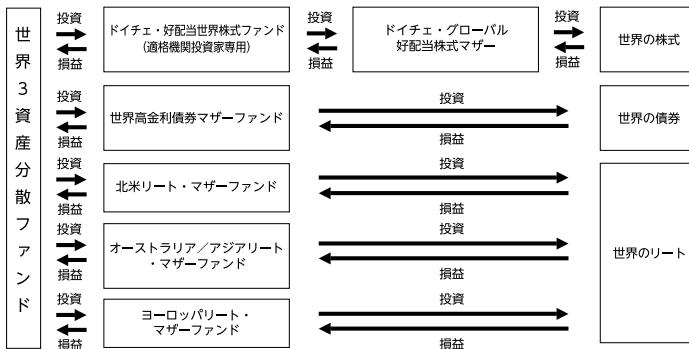 世界3資産分散ファンド
投資
損益
ドイチェ・好配当世界株式ファンド
(適格機関投資家専用)
投資
損益
ドイチェ・グローバル
好配当株式マザー
投資
損益
世界の株式
投資
損益
世界高金利債券マザーファンド
投資
損益
世界の債券
投資
損益
北米リート・マザーファンド
投資
損益
投資
損益
オーストラリア／アジアリート
・マザーファンド
投資
損益
世界のリート
投資
損益
ヨーロッパリート・
マザーファンド
投資
損益